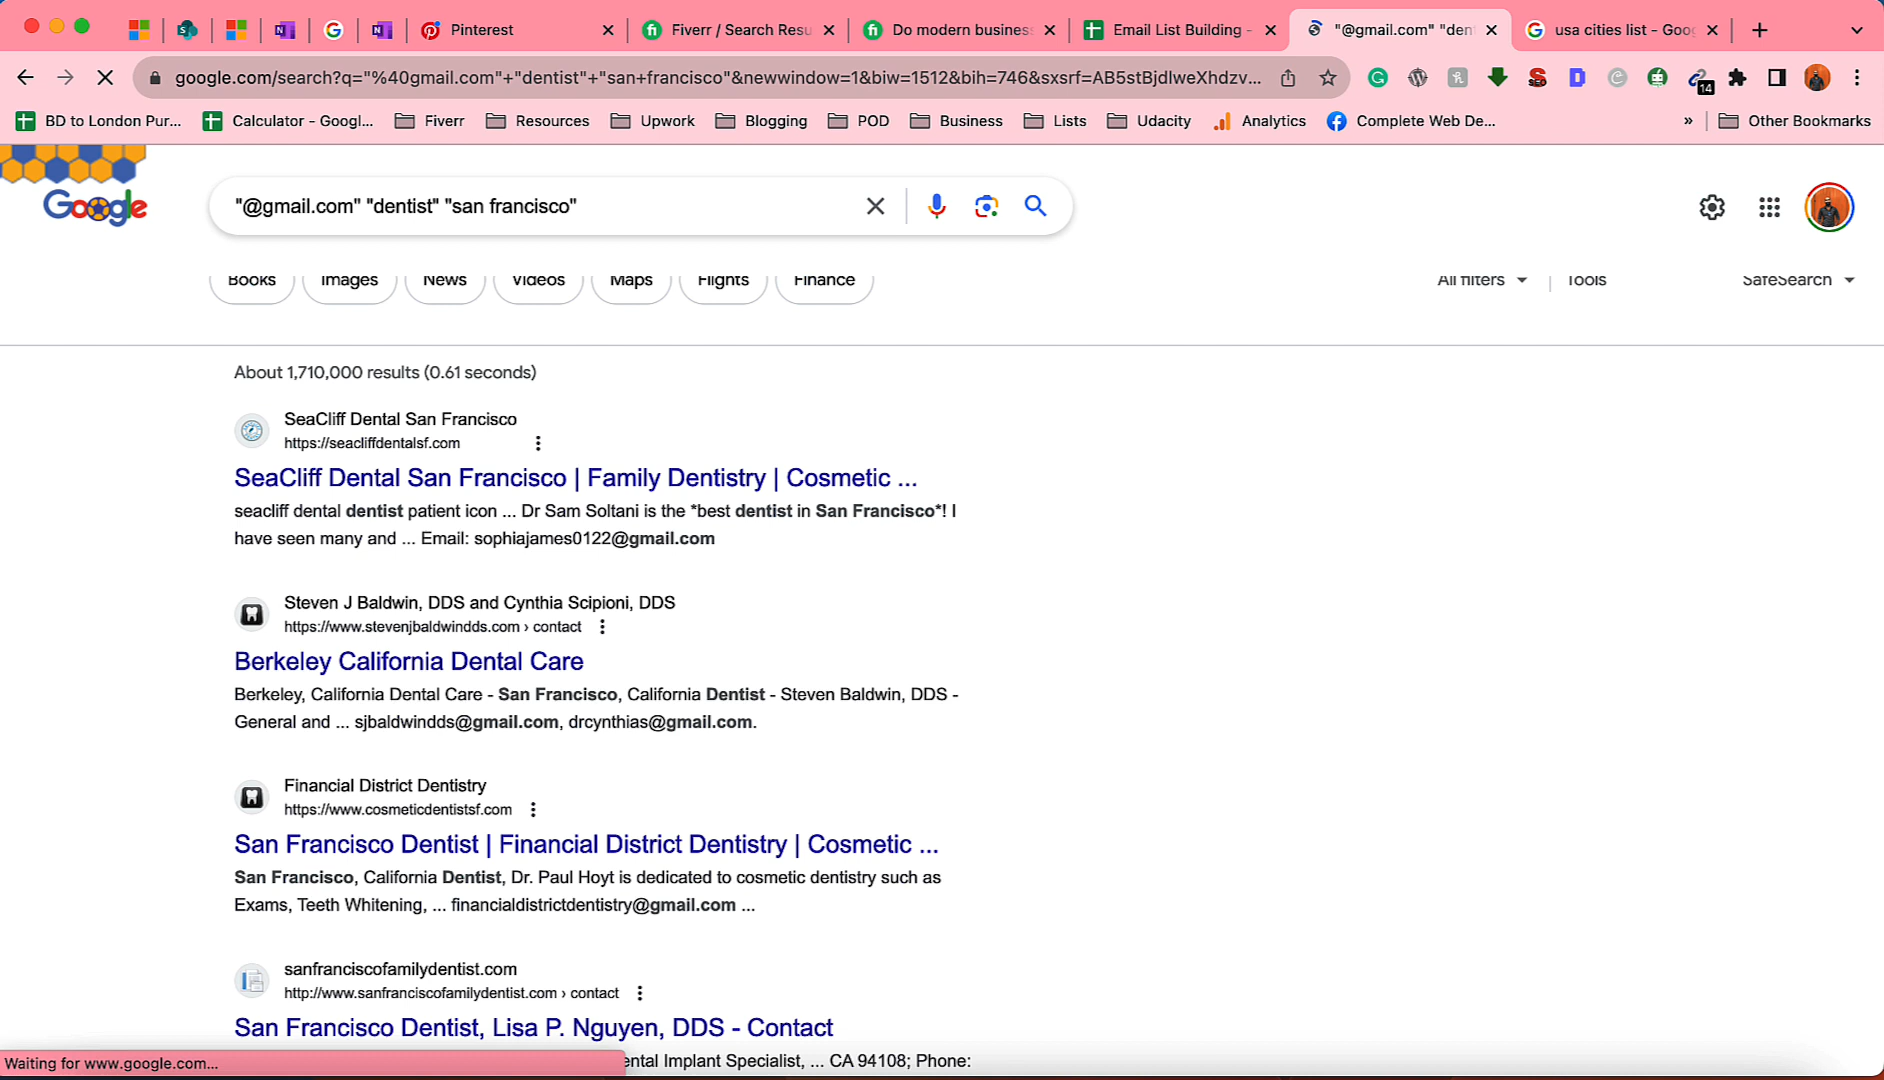 Pinterest
Fiverr / Search Resu
Do modern business
Email List Building -
"@gmail.com" "dent
usa cities list - Goog
google.com/search?q="%40gmail.com"+"dentist"+"san+francisco"&newwindow=1&biw=1512&bih=746&sxsrf=AB5stBjdlweXhdzv...
14
BD to London Pur...
Calculator - Googl...
Fiverr
Resources
Upwork
Blogging
POD
Business
Lists
Udacity
Analytics
Complete Web De...
»
Other Bookmarks
Google
"@gmail.com" "dentist" "san francisco"
Books
Images
News
Videos
Maps
Flights
Finance
All filters
Tools
SafeSearch
About 1,710,000 results (0.61 seconds)
SeaCliff Dental San Francisco
https://seacliffdentalsf.com
SeaCliff Dental San Francisco | Family Dentistry | Cosmetic ...
seacliff dental dentist patient icon ... Dr Sam Soltani is the *best dentist in San Francisco*! I
have seen many and ... Email: sophiajames0122@gmail.com
Steven J Baldwin, DDS and Cynthia Scipioni, DDS
https://www.stevenjbaldwindds.com › contact
Berkeley California Dental Care
Berkeley, California Dental Care - San Francisco, California Dentist - Steven Baldwin, DDS -
General and ... sjbaldwindds@gmail.com, drcynthias@gmail.com.
Financial District Dentistry
https://www.cosmeticdentistsf.com
San Francisco Dentist | Financial District Dentistry | Cosmetic ...
San Francisco, California Dentist, Dr. Paul Hoyt is dedicated to cosmetic dentistry such as
Exams, Teeth Whitening, ... financialdistrictdentistry@gmail.com ...
sanfranciscofamilydentist.com
http://www.sanfranciscofamilydentist.com › contact
San Francisco Dentist, Lisa P. Nguyen, DDS - Contact
ental Implant Specialist, ... CA 94108; Phone:
Waiting for www.google.com...